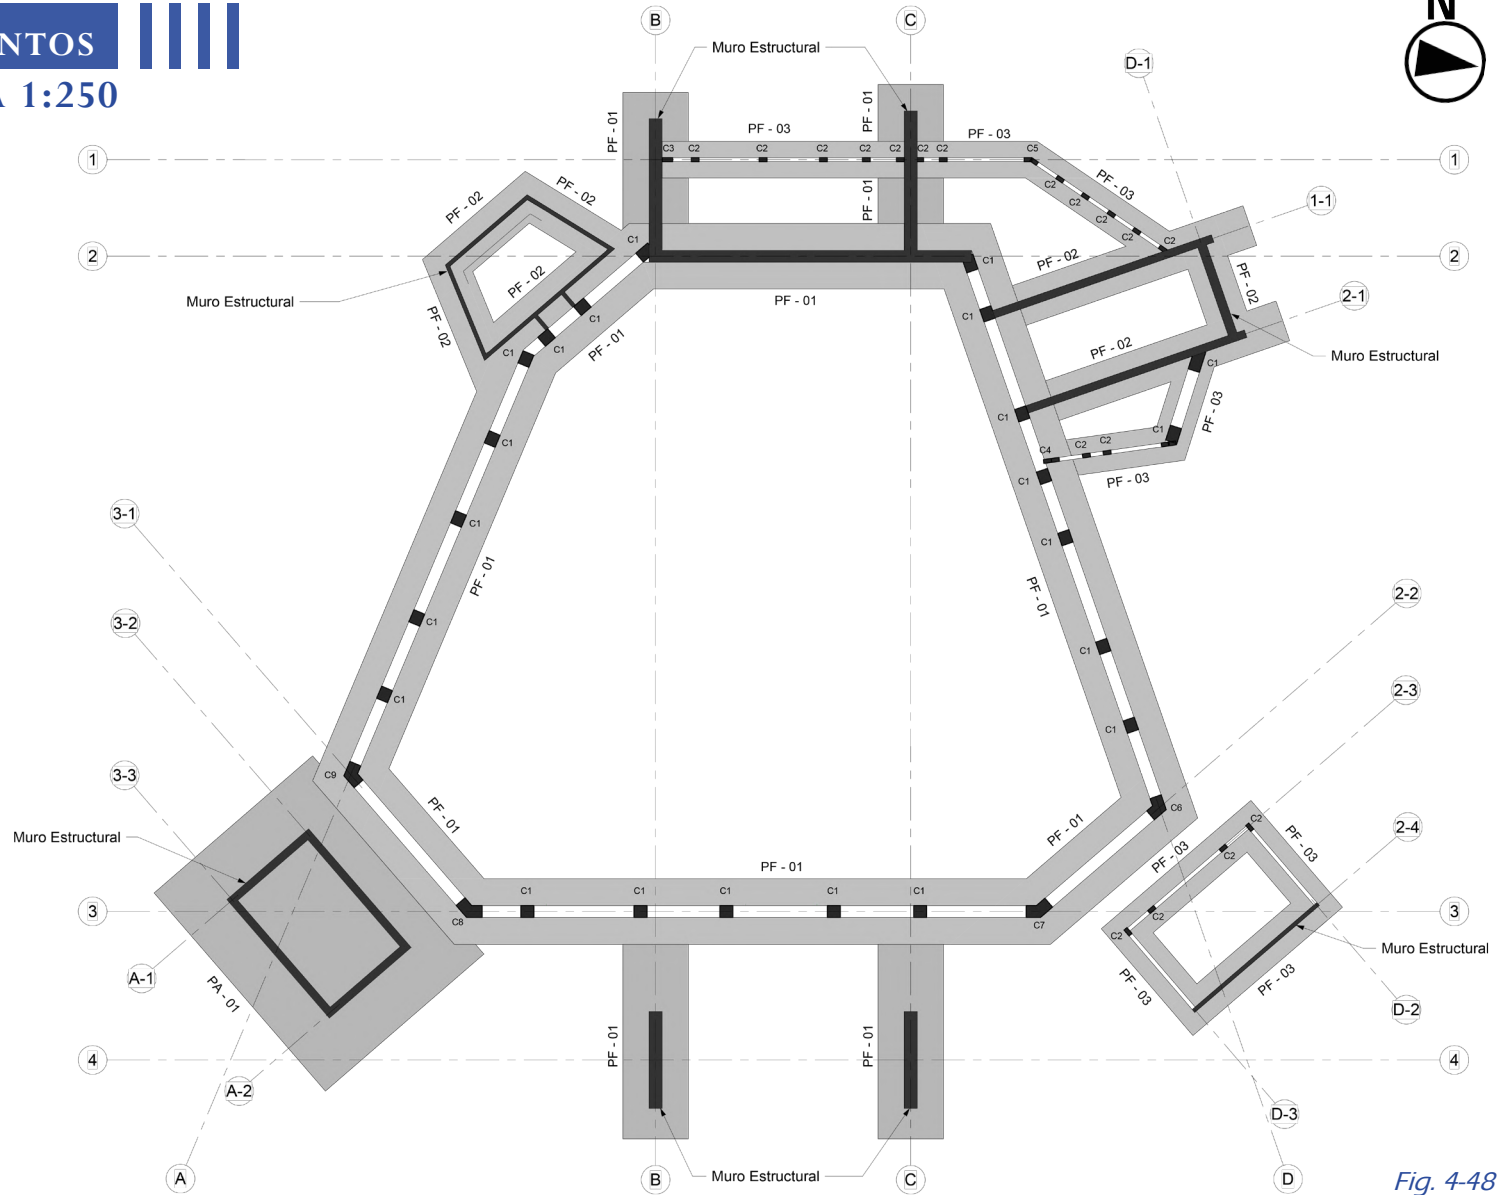 NTOS
1:250
N
B
C
Muro Estructural
D-1
PF - 01
PF - 03
PF - 01
PF - 03
1
C3
C2
C2
C2
C2
C2
C2
C2
C5
1
PF - 02
PF - 02
PF - 01
C2
C2
C2
C2
C2
PF - 03
1-1
2
C1
C1
PF - 02
2
PF - 02
Muro Estructural
PF - 02
C1
C1
C1
PF - 01
PF - 01
C1
PF - 02
2-1
PF - 02
Muro Estructural
C1
C1
C1
PF - 03
C4
C2
C2
C1
PF - 03
C1
C1
C1
3-1
C1
PF - 01
PF - 01
2-2
3-2
C1
C1
2-3
C1
C1
3-3
C9
C6
Muro Estructural
PF - 01
PF - 01
PF - 03
C2
C2
PF - 03
2-4
PF - 01
3
C8
C1
C1
C1
C1
C1
C7
C2
C2
3
A-1
PA - 01
PF - 03
PF - 03
Muro Estructural
D-2
4
PF - 01
PF - 01
4
A-2
D-3
A
B
Muro Estructural
C
D
Fig. 4-48